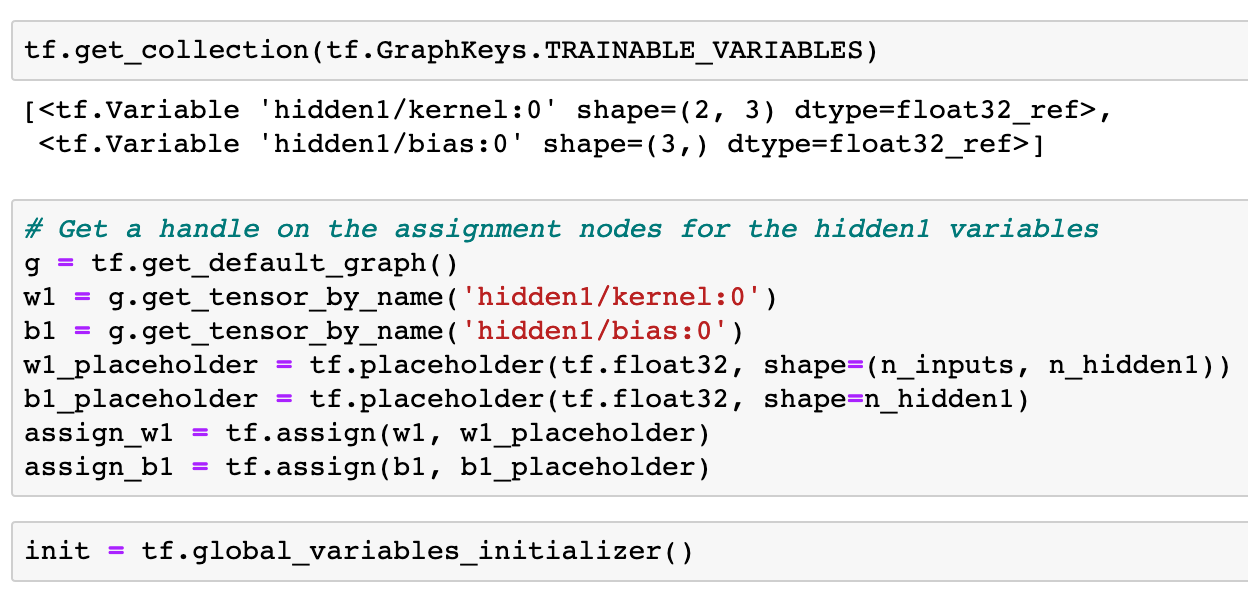 tf.get_collection(tf.GraphKeys.TRAINABLE_VARIABLES)
[<tf.Variable 'hidden1/kernel:0' shape=(2, 3) dtype=float32_ref>,
 <tf.Variable 'hidden1/bias:0' shape=(3,) dtype=float32_ref>]
# Get a handle on the assignment nodes for the hidden1 variables
g = tf.get_default_graph()
w1 = g.get_tensor_by_name('hidden1/kernel:0')
b1 = g.get_tensor_by_name('hidden1/bias:0')
w1_placeholder = tf.placeholder(tf.float32, shape=(n_inputs, n_hidden1))
b1_placeholder = tf.placeholder(tf.float32, shape=n_hidden1)
assign_w1 = tf.assign(w1, w1_placeholder)
assign_b1 = tf.assign(b1, b1_placeholder)
init = tf.global_variables_initializer()